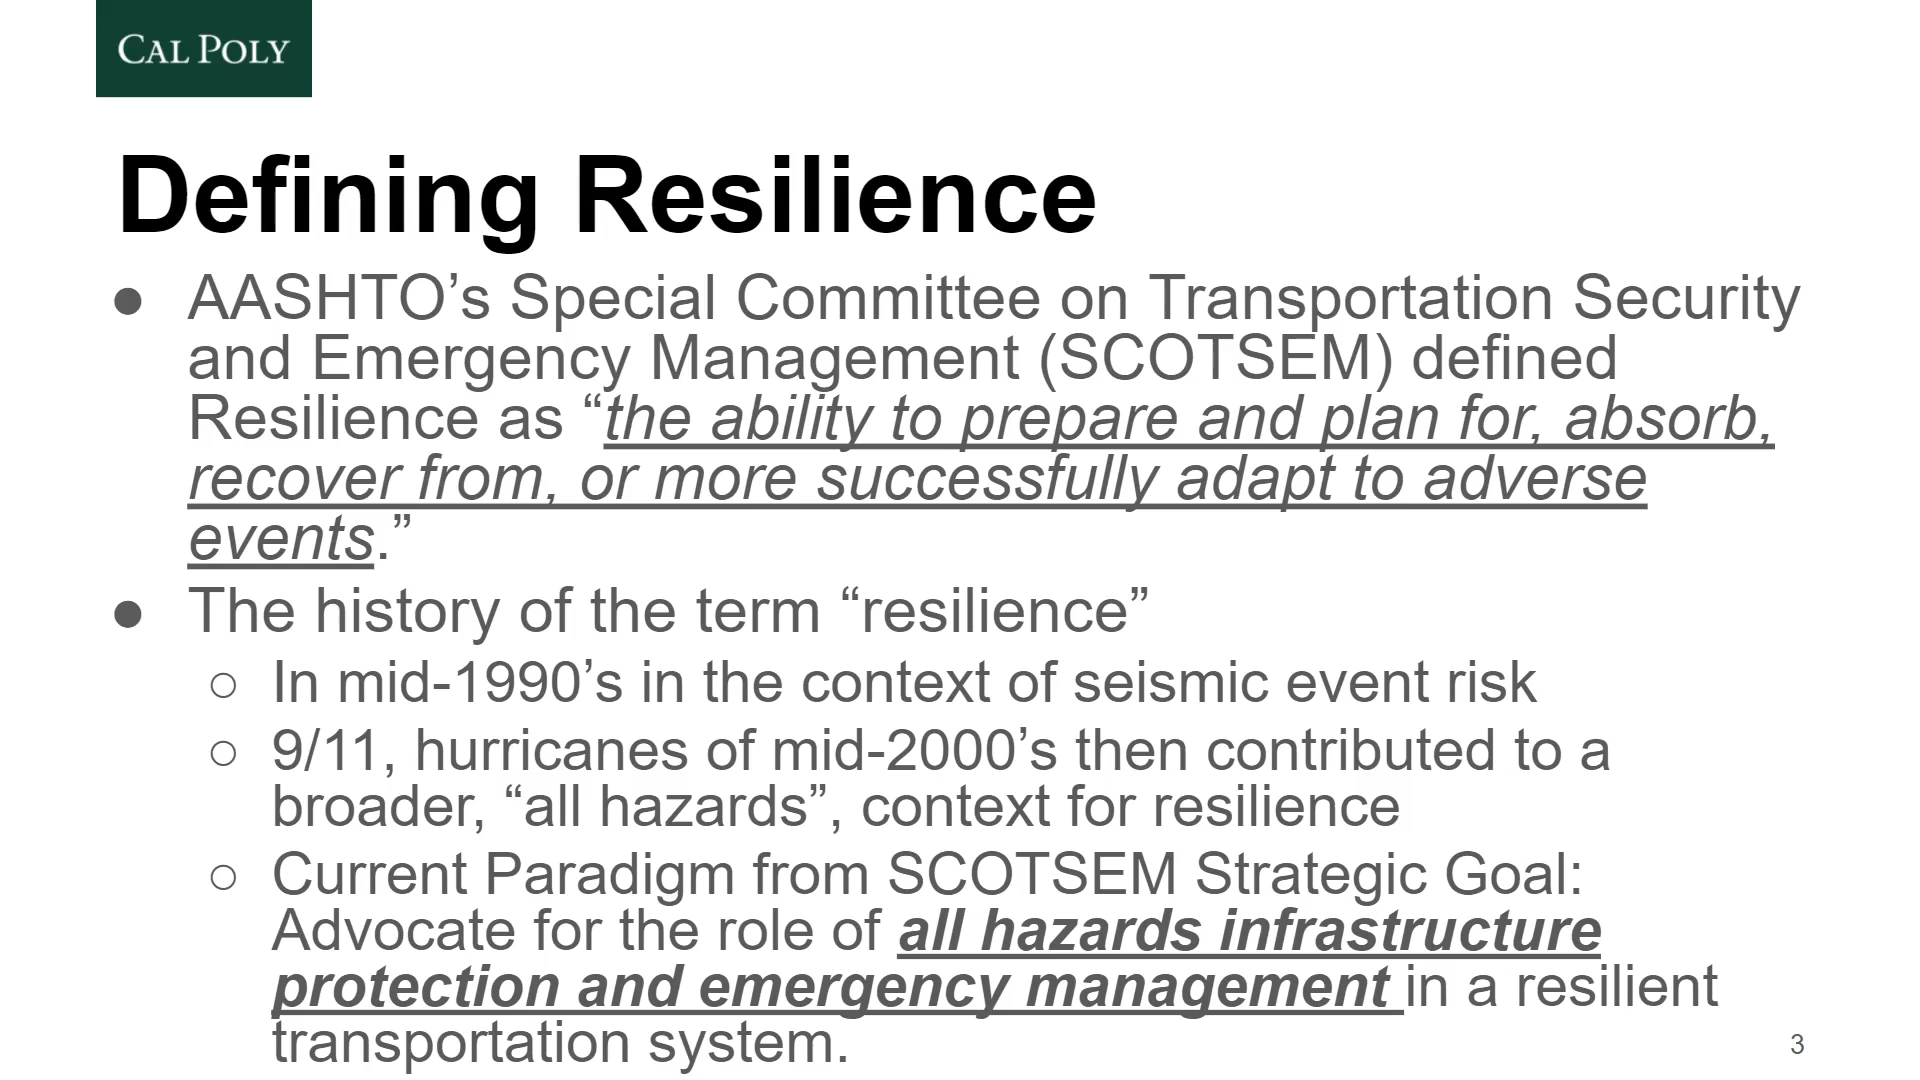 CAL POLY
Defining Resilience
● AASHTO’s Special Committee on Transportation Security
and Emergency Management (SCOTSEM) defined
Resilience as “the ability to prepare and plan for, absorb,
recover from, or more successfully adapt to adverse
events.”
● The history of the term “resilience”
○ In mid-1990’s in the context of seismic event risk
○ 9/11, hurricanes of mid-2000’s then contributed to a
broader, “all hazards”, context for resilience
○ Current Paradigm from SCOTSEM Strategic Goal:
Advocate for the role of all hazards infrastructure
protection and emergency management in a resilient
transportation system.
3